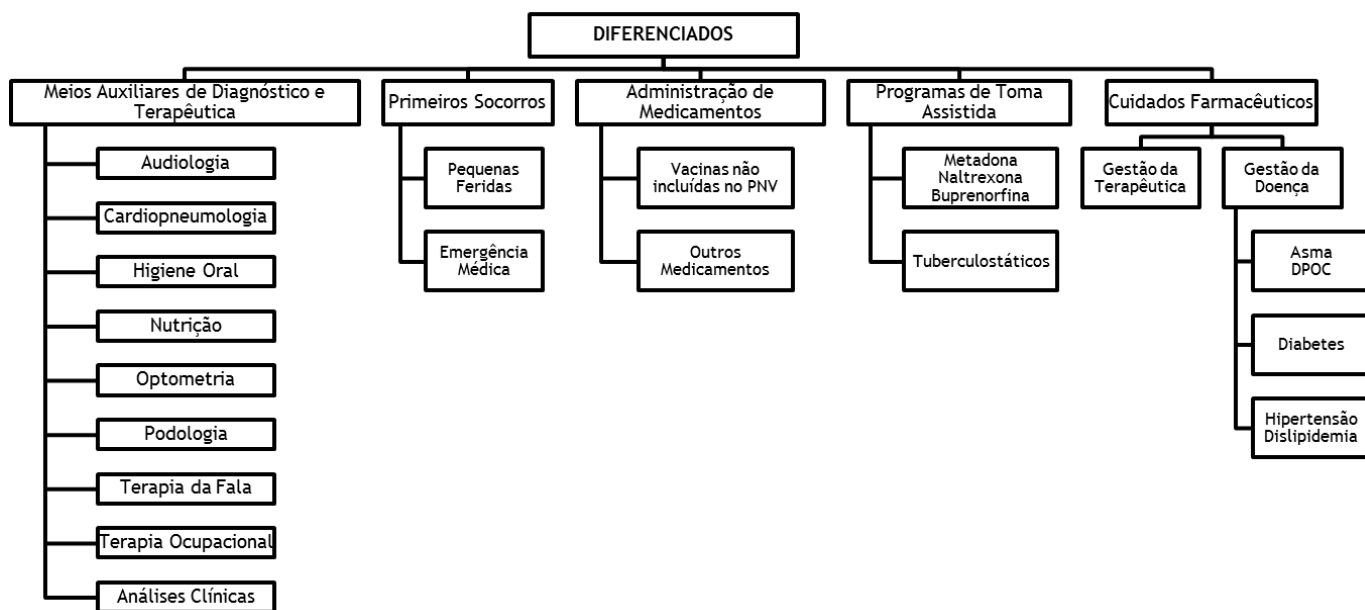 DIFERENCIADOS
Meios Auxiliares de Diagnóstico e
Terapêutica
Audiologia
Cardiopneumologia
Higiene Oral
Nutrição
Optometria
Podologia
Terapia da Fala
Terapia Ocupacional
Análises Clínicas
Primeiros Socorros
Pequenas
Feridas
Emergência
Médica
Administração de
Medicamentos
Vacinas não
incluídas no PNV
Outros
Medicamentos
Programas de Toma
Assistida
Metadona
Naltrexona
Buprenorfina
Tuberculostáticos
Cuidados Farmacêuticos
Gestão da
Terapêutica
Gestão da
Doença
Asma
DPOC
Diabetes
Hipertensão
Dislipidemia